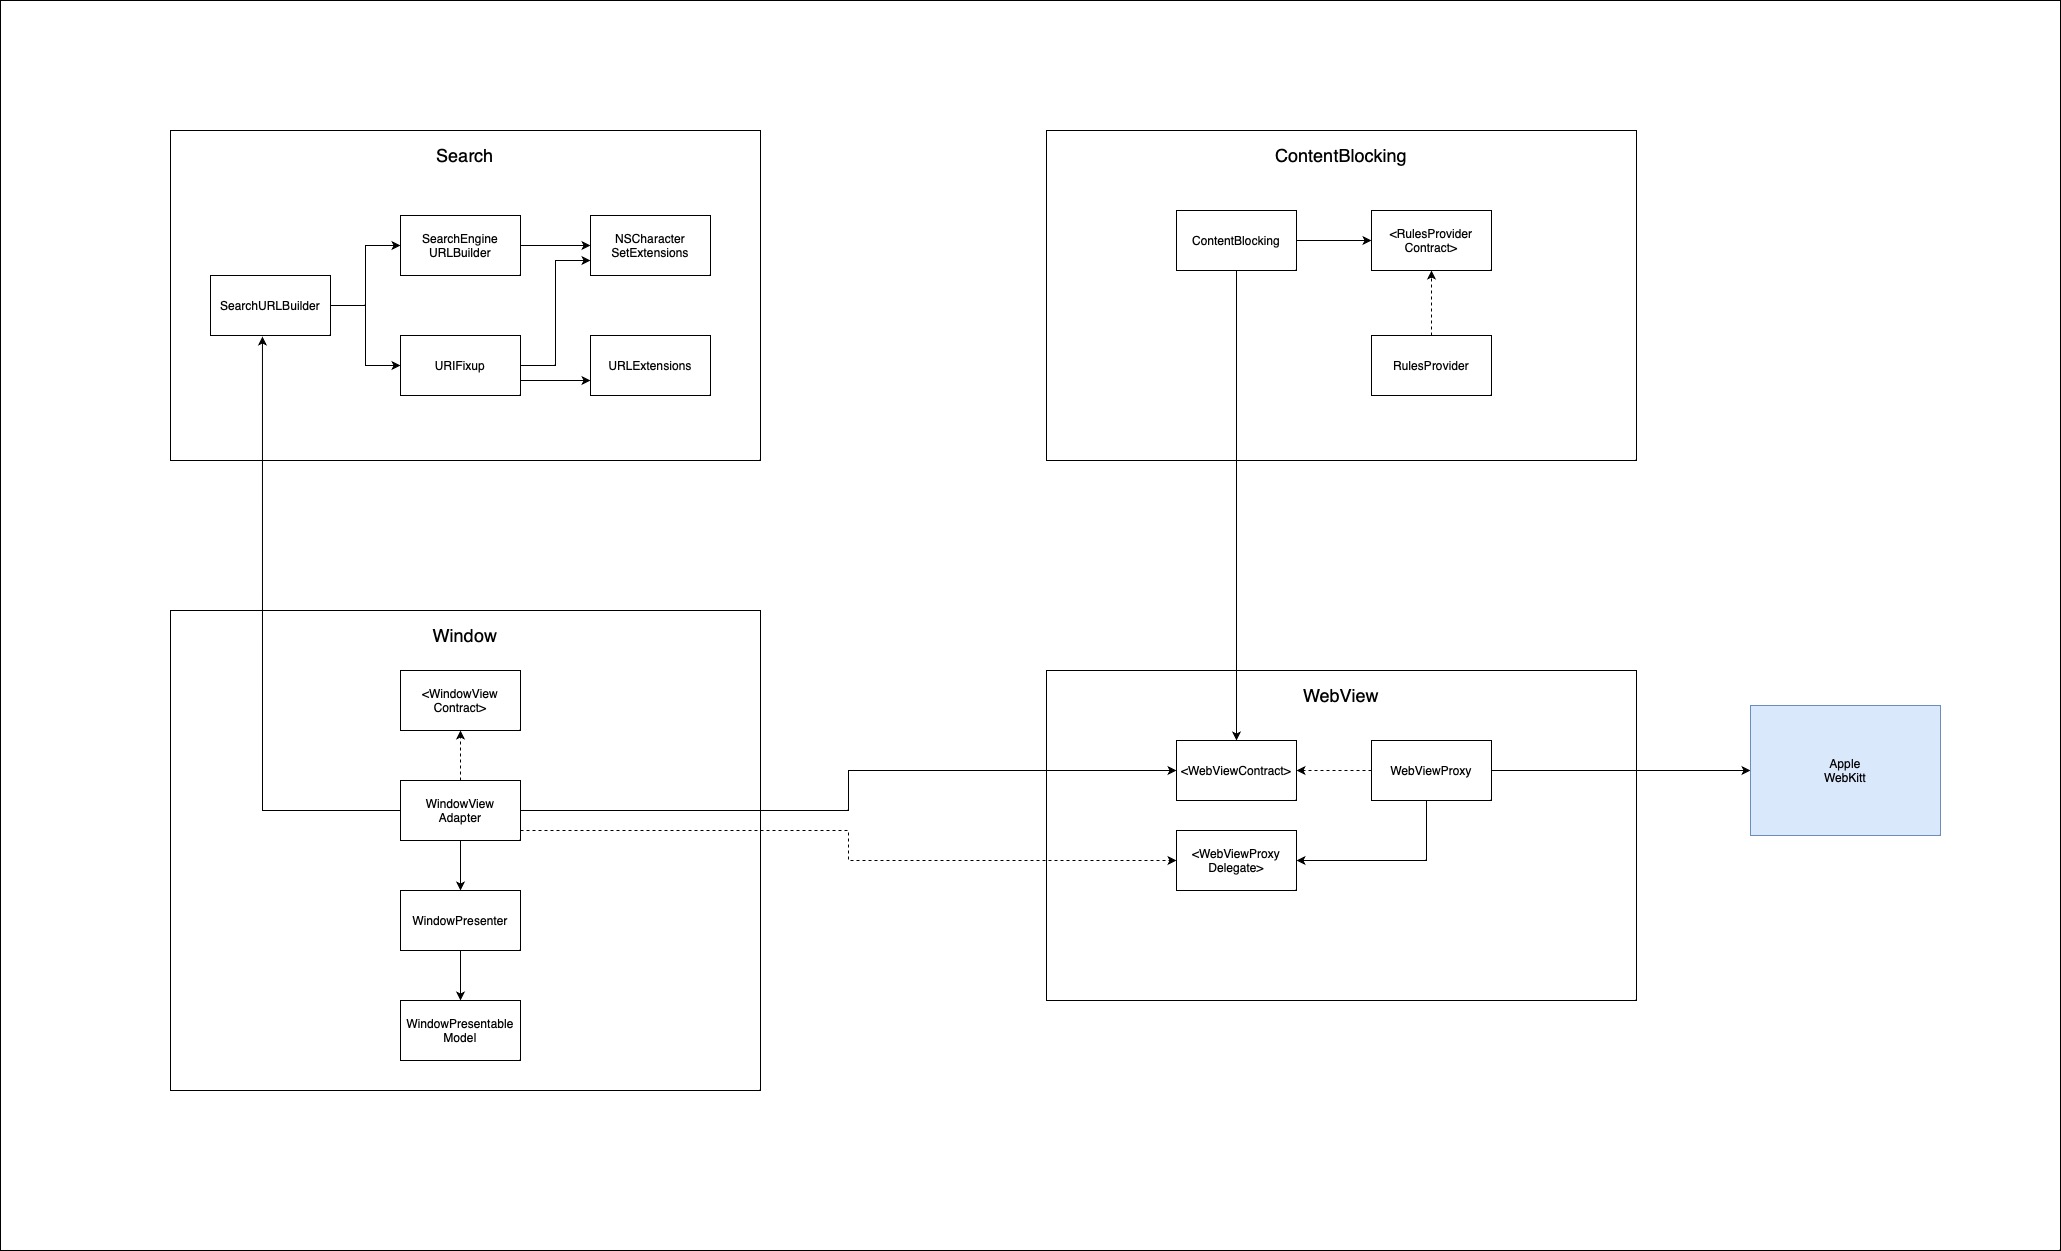 Search
SearchEngine
URLBuilder
NSCharacter
SetExtensions
SearchURLBuilder
URIFixup
URLExtensions
ContentBlocking
ContentBlocking
<RulesProvider
Contract>
RulesProvider
Window
<WindowView
Contract>
WindowView
Adapter
WindowPresenter
WindowPresentable
Model
WebView
<WebViewContract>
WebViewProxy
<WebViewProxy
Delegate>
Apple
WebKitt